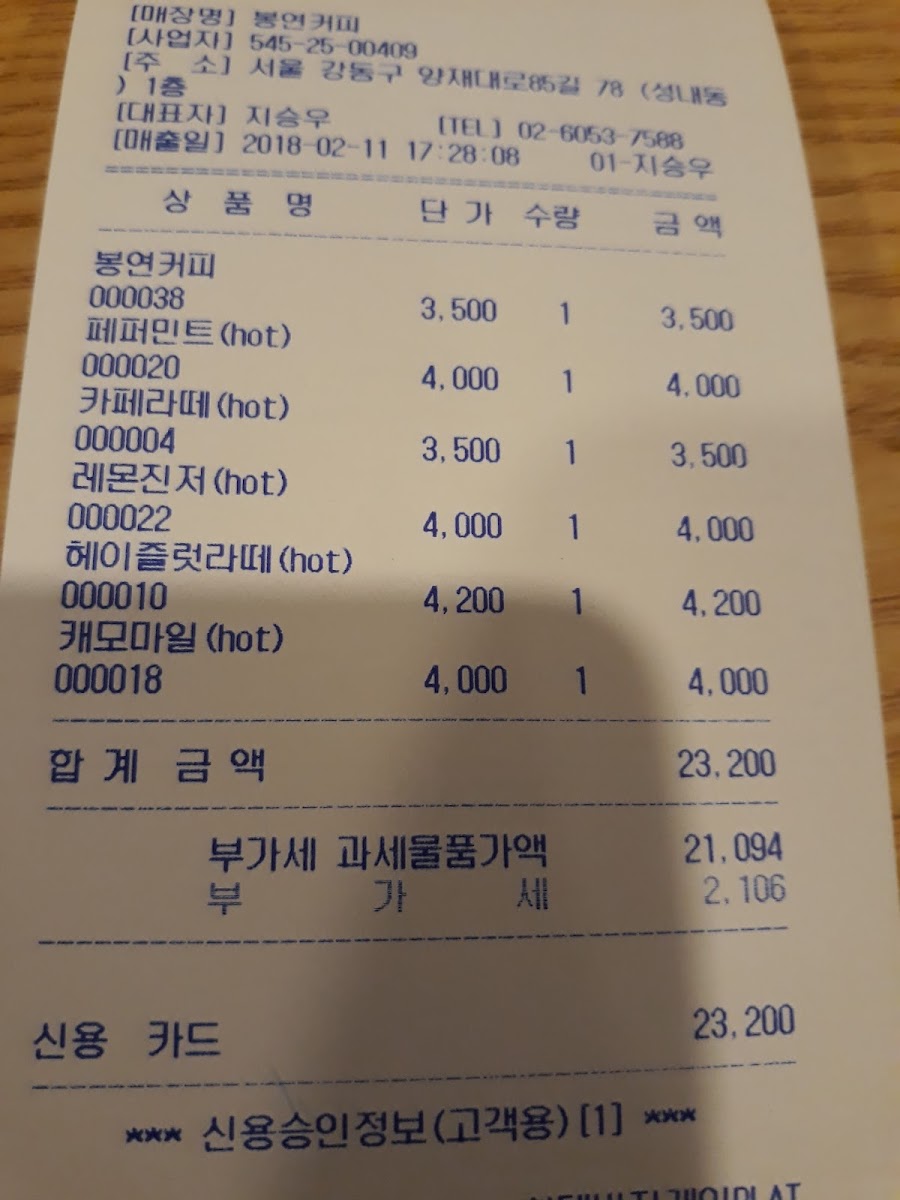 [매장명] 봉연커피
[사업자] 545-25-00409
[주 소] 서울 강동구 양재대로85길 78 (성내동
) 1층
[대표자] 지승우 [TEL] 02-6053-7588
[매출일] 2018-02-11 17:28:08 01-지승우
상 품 명 단 가 수량 금 액
봉연커피
000038 3,500 1 3,500
페퍼민트(hot)
000020 4,000 1 4,000
카페라떼(hot)
000004 3,500 1 3,500
레몬진저(hot)
000022 4,000 1 4,000
헤이즐럿라떼(hot)
000010 4,200 1 4,200
캐모마일(hot)
000018 4,000 1 4,000
합 계 금 액 23,200
부가세 과세물품가액 21,094
부 가 세 2,106
신용 카드 23,200
*** 신용승인정보(고객용)[1] ***